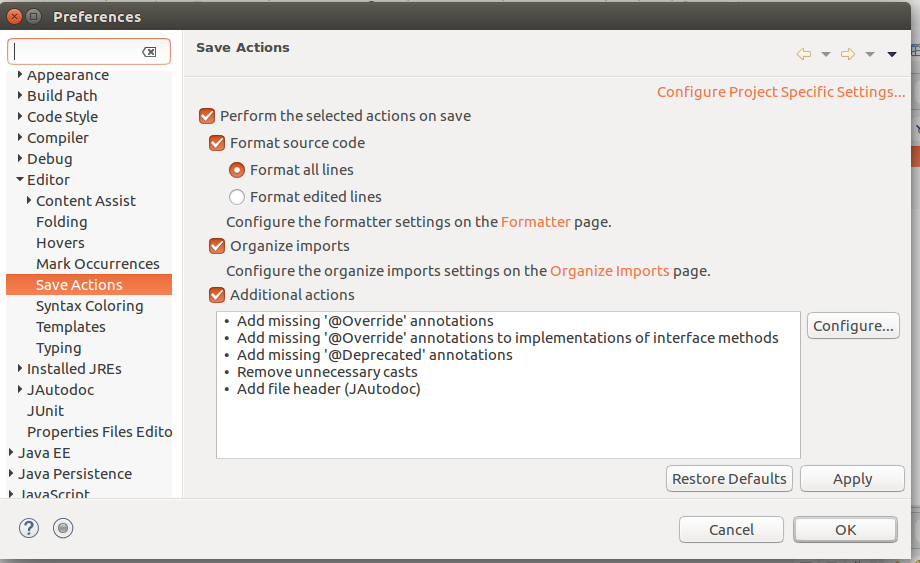 Preferences
Save Actions
Configure Project Specific Settings...
Appearance
Build Path
Code Style
Compiler
Debug
Editor
Content Assist
Folding
Hovers
Mark Occurrences
Save Actions
Syntax Coloring
Templates
Typing
Installed JREs
JAutodoc
JUnit
Properties Files Edito
Java EE
Java Persistence
JavaScript
Perform the selected actions on save
Format source code
Format all lines
Format edited lines
Configure the formatter settings on the Formatter page.
Organize imports
Configure the organize imports settings on the Organize Imports page.
Additional actions
• Add missing '@Override' annotations
• Add missing '@Override' annotations to implementations of interface methods
• Add missing '@Deprecated' annotations
• Remove unnecessary casts
• Add file header (JAutodoc)
Configure...
Restore Defaults
Apply
?
Cancel
OK